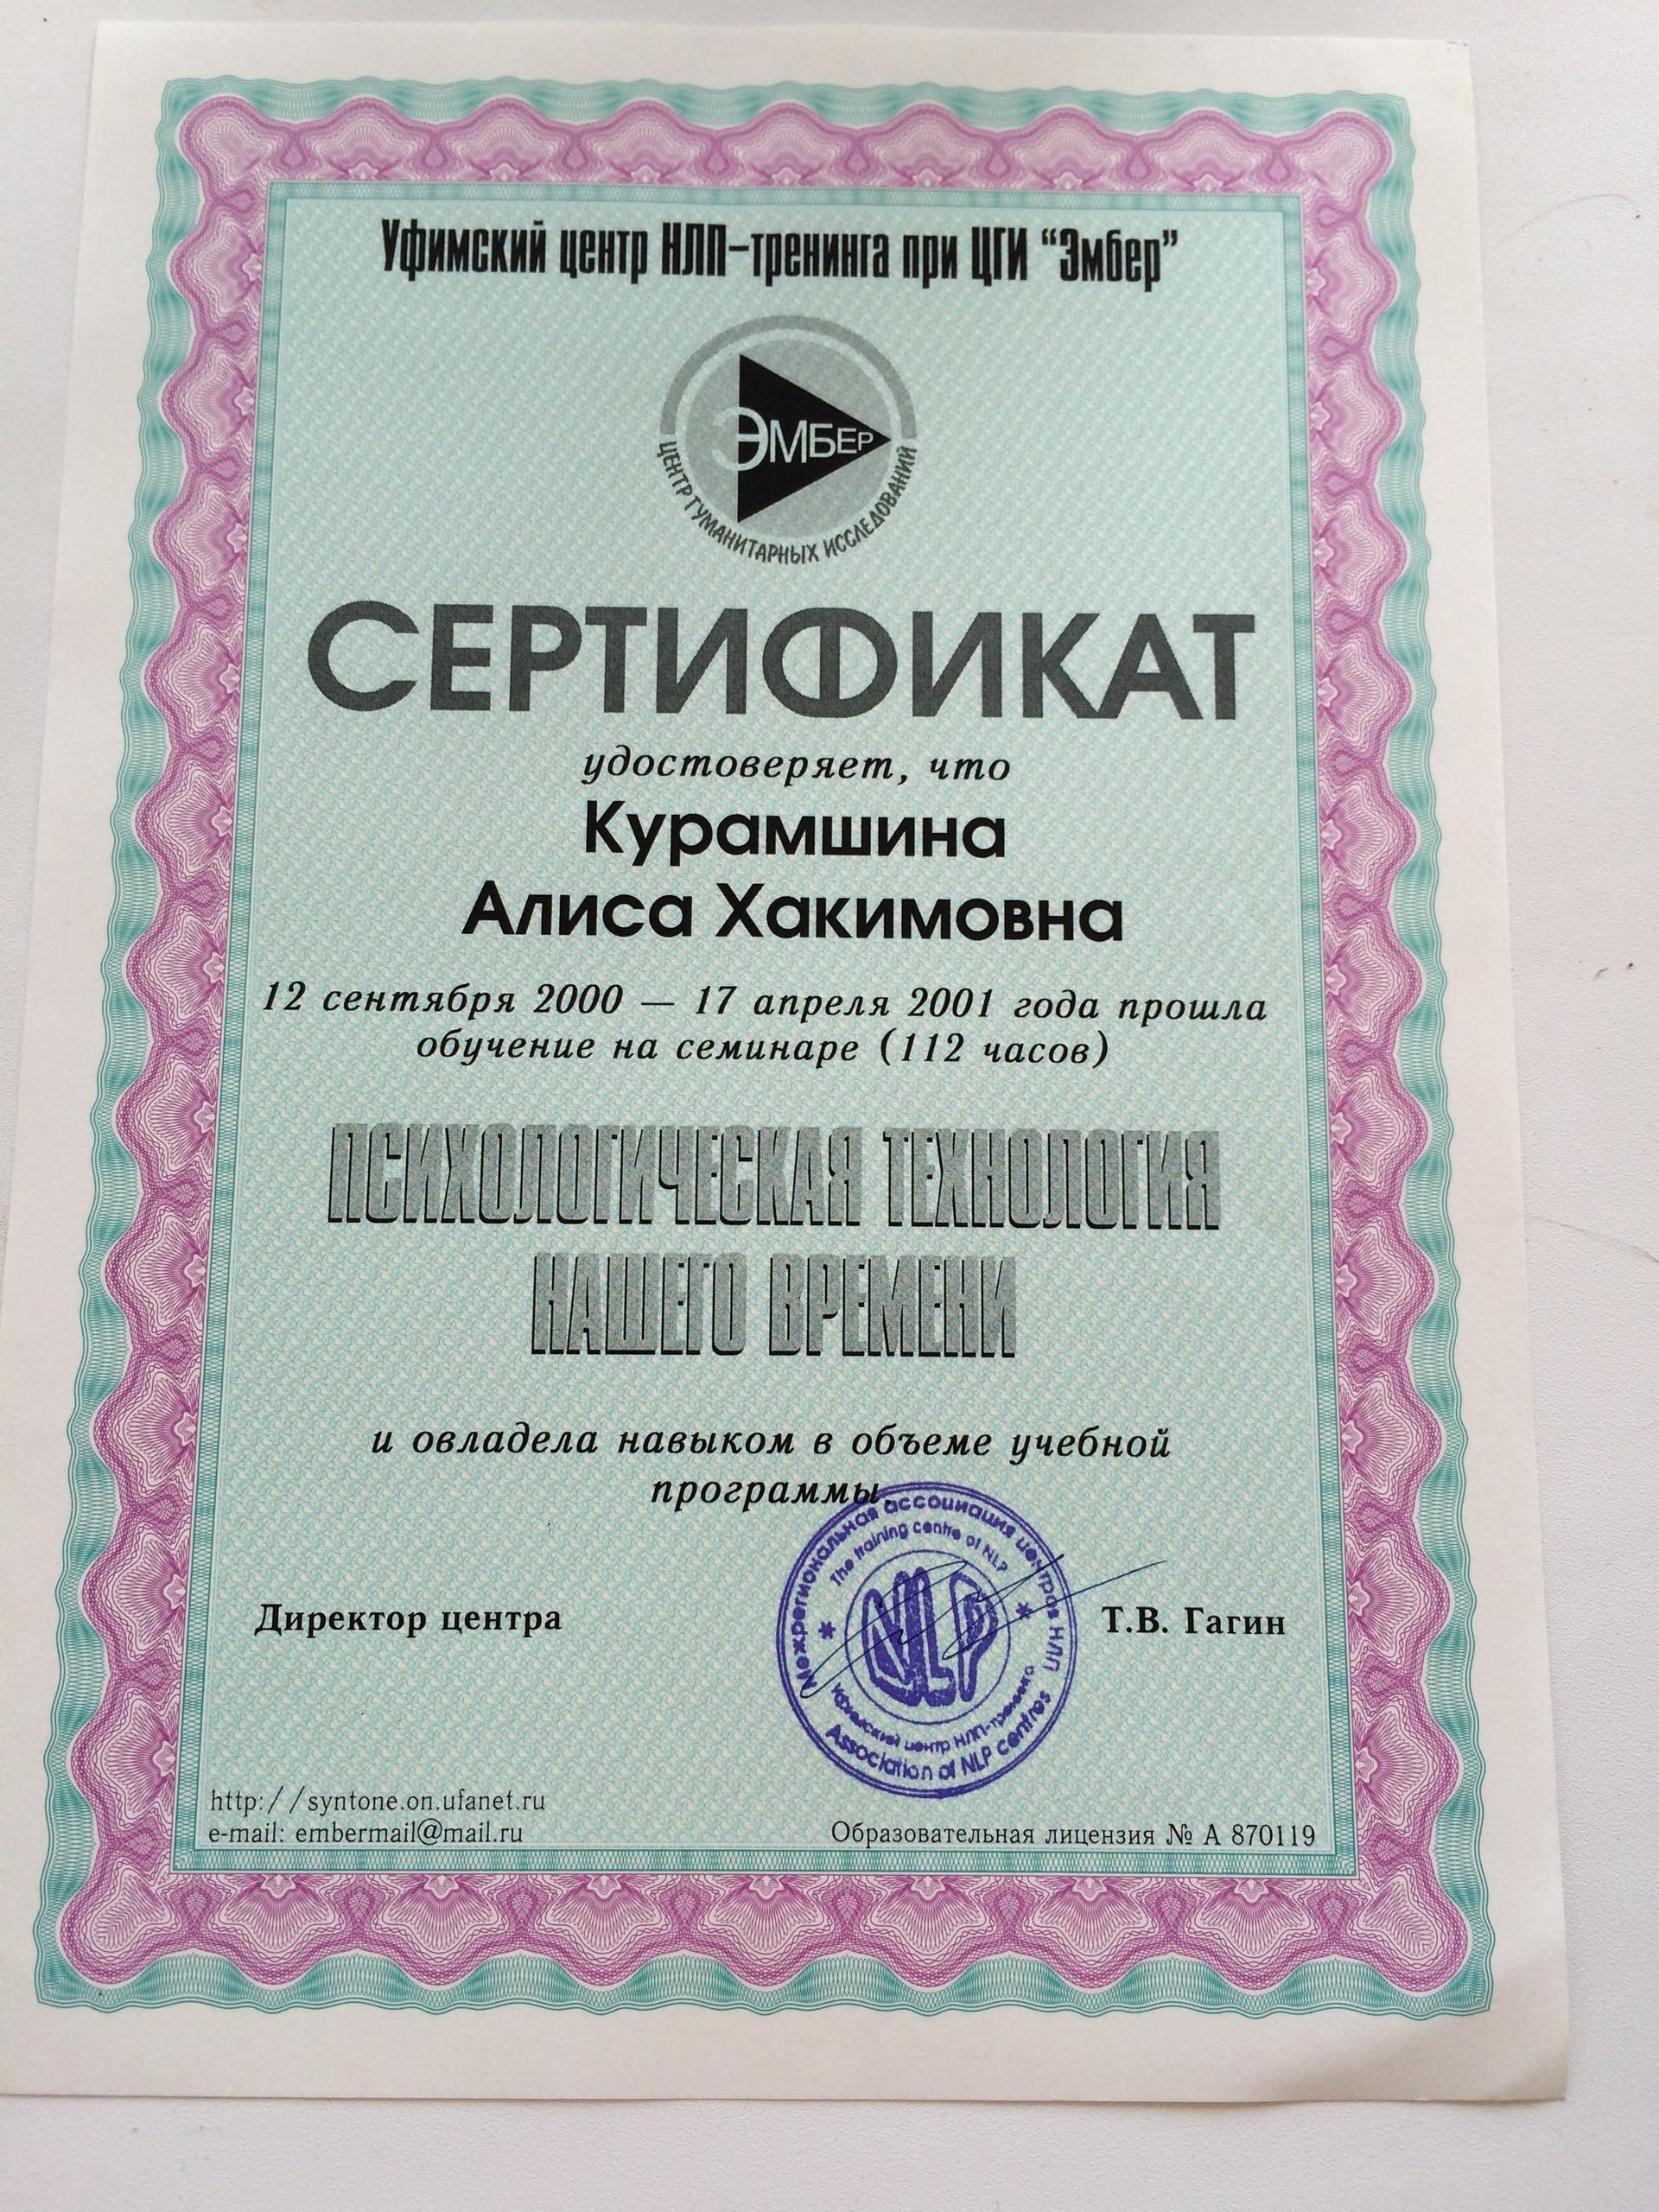 Уфимский центр НЛП-тренинга при ЦГИ “Эмбер”
ЭМБЕР
ЦЕНТР ГУМАНИТАРНЫХ ИССЛЕДОВАНИЙ
СЕРТИФИКАТ
удостоверяет, что
Курамшина
Алиса Хакимовна
12 сентября 2000 — 17 апреля 2001 года прошла
обучение на семинаре (112 часов)
ПСИХОЛОГИЧЕСКАЯ ТЕХНОЛОГИЯ
НАШЕГО ВРЕМЕНИ
и овладела навыком в объеме учебной
программы.
Межрегиональная ассоциация центров НЛП
The training centre of NLP
NLP
Уфимский центр НЛП-тренинга
Association of NLP centres
Директор центра
Т.В. Гагин
http://syntone.on.ufanet.ru
e-mail: embermail@mail.ru
Образовательная лицензия № А 870119